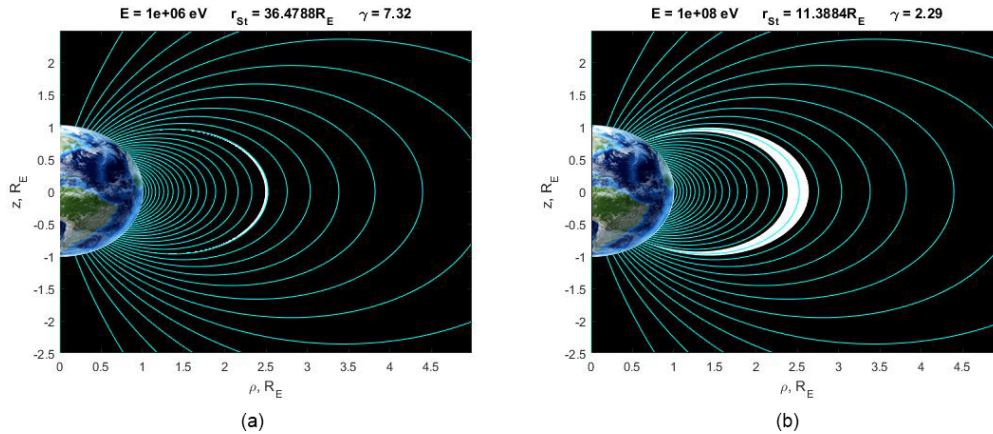 E = 1e+06 eV r_St = 36.4788R_E γ = 7.32
z, R_E
2
1.5
1
0.5
0
-0.5
-1
-1.5
-2
-2.5
0 0.5 1 1.5 2 2.5 3 3.5 4 4.5
ρ, R_E
(a)
E = 1e+08 eV r_St = 11.3884R_E γ = 2.29
z, R_E
2
1.5
1
0.5
0
-0.5
-1
-1.5
-2
-2.5
0 0.5 1 1.5 2 2.5 3 3.5 4 4.5
ρ, R_E
(b)